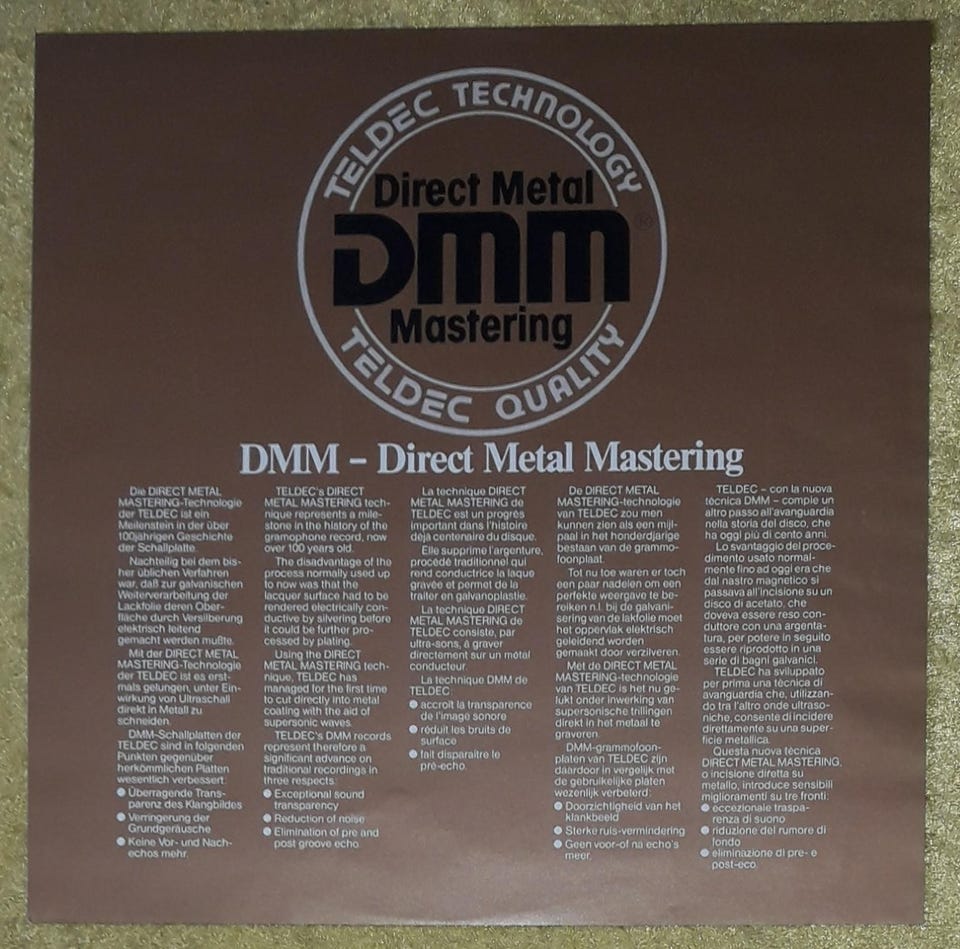 TELDEC TECHNOLOGY
Direct Metal
DMM ®
Mastering
TELDEC QUALITY
DMM – Direct Metal Mastering
Die DIRECT METAL
MASTERING-Technologie
der TELDEC ist ein
Meilenstein in der über
100jährigen Geschichte
der Schallplatte.
Nachteilig bei dem bis-
her üblichen Verfahren
war, daß zur galvanischen
Weiterverarbeitung der
Lackfolie deren Ober-
fläche durch Versilberung
elektrisch leitend
gemacht werden mußte.
Mit der DIRECT METAL
MASTERING-Technologie
der TELDEC ist es erst-
mals gelungen, unter Ein-
wirkung von Ultraschall
direkt in Metall zu
schneiden.
DMM-Schallplatten der
TELDEC sind in folgenden
Punkten gegenüber
herkömmlichen Platten
wesentlich verbessert:
● Überragende Trans-
parenz des Klangbildes
● Verringerung der
Grundgeräusche
● Keine Vor- und Nach-
echos mehr.
TELDEC's DIRECT
METAL MASTERING tech-
nique represents a mile-
stone in the history of the
gramophone record, now
over 100 years old.
The disadvantage of the
process normally used up
to now was that the
lacquer surface had to be
rendered electrically con-
ductive by silvering before
it could be further pro-
cessed by plating.
Using the DIRECT
METAL MASTERING tech-
nique, TELDEC has
managed for the first time
to cut directly into metal
coating with the aid of
supersonic waves.
TELDEC's DMM records
represent therefore a
significant advance on
traditional recordings in
three respects:
● Exceptional sound
transparency
● Reduction of noise
● Elimination of pre and
post groove echo.
La technique DIRECT
METAL MASTERING de
TELDEC est un progrès
important dans l'histoire
déjà centenaire du disque.
Elle supprime l'argenture,
procédé traditionnel qui
rend conductrice la laque
gravée et permet de la
traiter en galvanoplastie.
La technique DIRECT
METAL MASTERING de
TELDEC consiste, par
ultra-sons, à graver
directement sur un métal
conducteur.
La technique DMM de
TELDEC
● accroît la transparence
de l'image sonore
● réduit les bruits de
surface
● fait disparaître le
pré-echo.
De DIRECT METAL
MASTERING-technologie
van TELDEC zou men
kunnen zien als een mijl-
paal in het honderdjarige
bestaan van de grammo-
foonplaat.
Tot nu toe waren er toch
een paar nadelen om een
perfekte weergave te be-
reiken n.l. bij de galvani-
sering van de lakfolie moet
het oppervlak elektrisch
geleidend worden
gemaakt door verzilveren.
Met de DIRECT METAL
MASTERING-technologie
van TELDEC is het nu ge-
lukt onder inwerking van
supersonische trillingen
direkt in het metaal te
graveren.
DMM-grammofoon-
platen van TELDEC zijn
daardoor in vergelijk met
de gebruikelijke platen
wezenlijk verbeterd:
● Doorzichtigheid van het
klankbeeld
● Sterke ruis-vermindering
● Geen voor-of na echo's
meer.
TELDEC – con la nuova
tècnica DMM – compie un
altro passo all'avanguardia
nella storia del disco, che
ha oggi più di cento anni.
Lo svantaggio del proce-
dimento usato normal-
mente fino ad oggi era che
dal nastro magnetico si
passava all'incisione su un
disco di acetato, che
doveva essere reso con-
duttore con una argenta-
tura, per potere in seguito
essere riprodotto in una
serie di bagni galvanici.
TELDEC ha sviluppato
per prima una tècnica di
avanguardia che, utilizzan-
do tra l'altro onde ultraso-
niche, consente di incidere
direttamente su una super-
ficie metallica.
Questa nuova tècnica
DIRECT METAL MASTERING,
o incisione diretta su
metallo, introduce sensibili
miglioramenti su tre fronti:
● eccezionale traspa-
renza di suono
● riduzione del rumore di
fondo
● eliminazione di pre- e
post-eco.